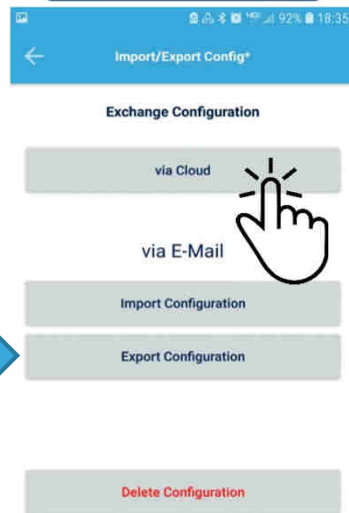 92% 18:35
Import/Export Config*
Exchange Configuration
via Cloud
via E-Mail
Import Configuration
Export Configuration
Delete Configuration